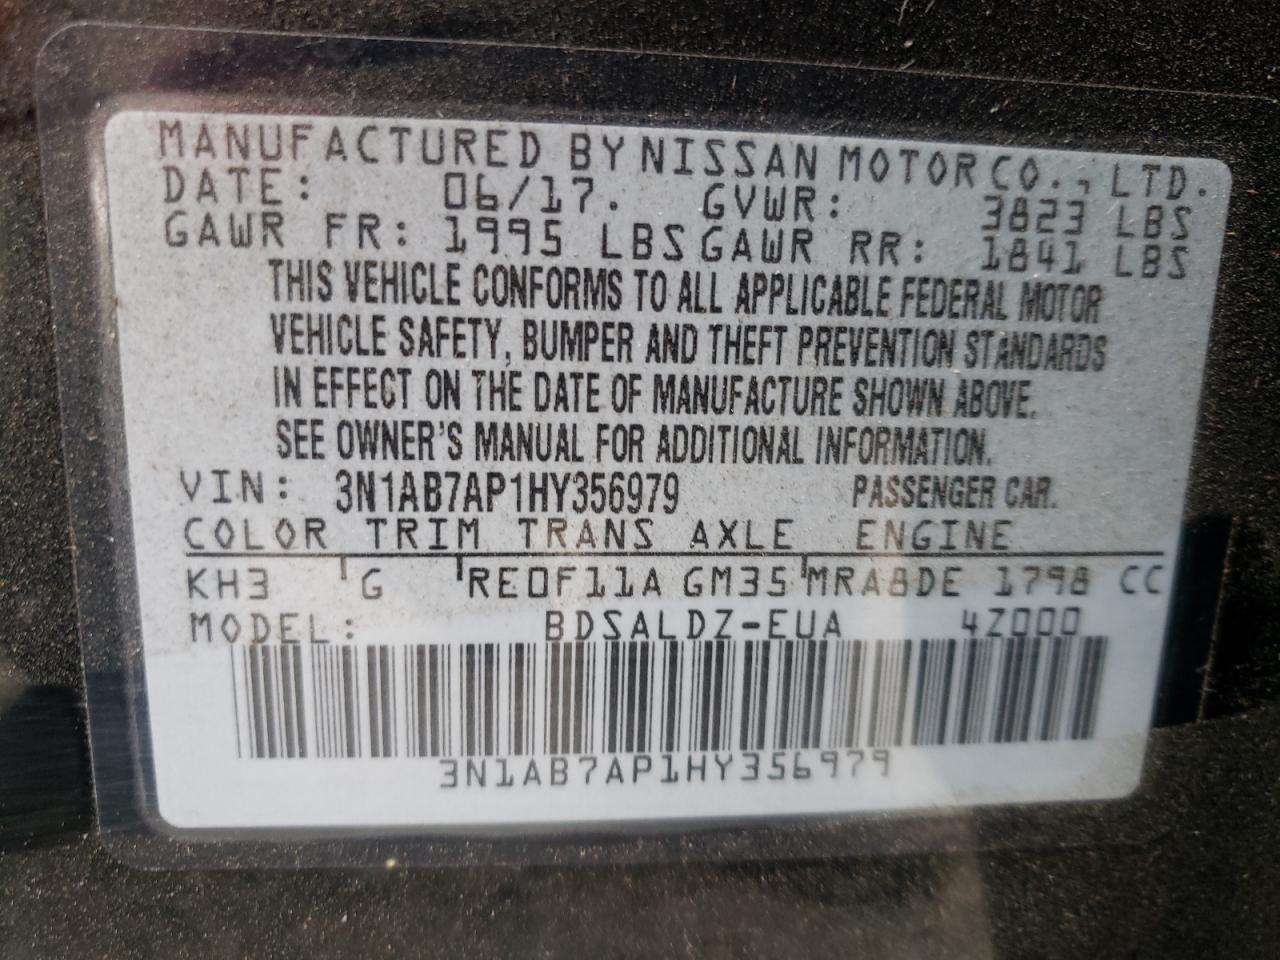 MANUFACTURED BY NISSAN MOTOR CO., LTD.
DATE: 06/17. GVWR: 3823 LBS
GAWR FR: 1995 LBS GAWR RR: 1841 LBS
THIS VEHICLE CONFORMS TO ALL APPLICABLE FEDERAL MOTOR
VEHICLE SAFETY, BUMPER AND THEFT PREVENTION STANDARDS
IN EFFECT ON THE DATE OF MANUFACTURE SHOWN ABOVE.
SEE OWNER'S MANUAL FOR ADDITIONAL INFORMATION.
VIN: 3N1AB7AP1HY356979 PASSENGER CAR.
COLOR TRIM TRANS AXLE ENGINE
KH3 G RE0F11A GM35 MRA8DE 1798 CC
MODEL: BDSALDZ-EUA 4Z000
3N1AB7AP1HY356979